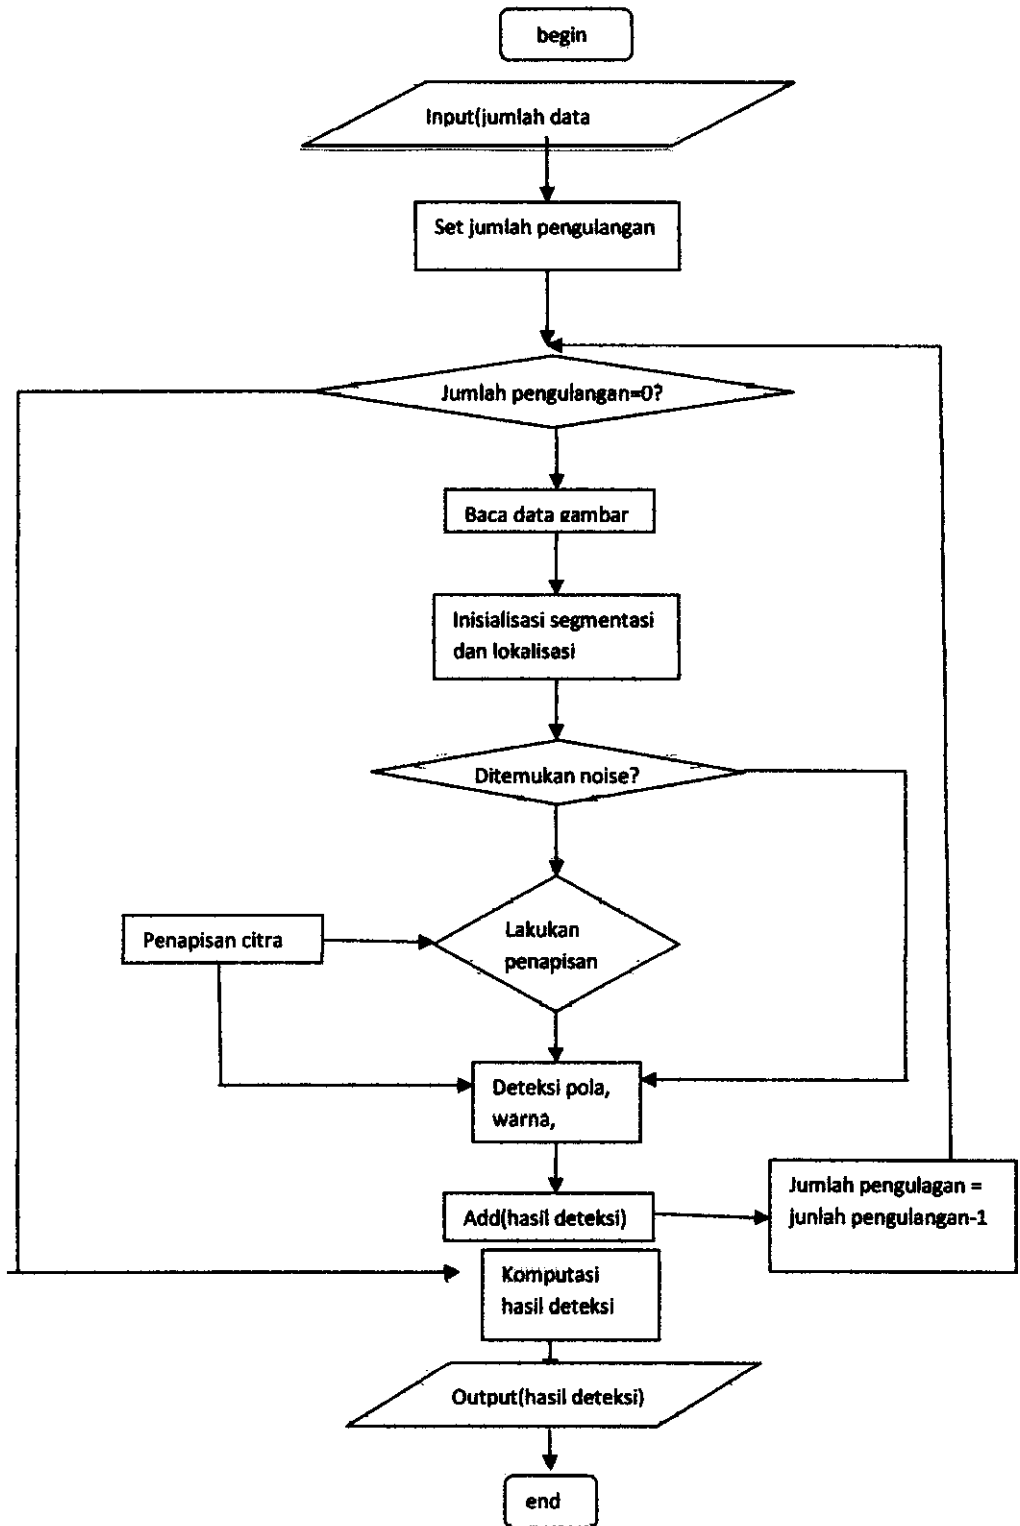 begin
Input(jumlah data
Set jumlah pengulangan
Jumlah pengulangan=0?
Baca data gambar
Inisialisasi segmentasi
dan lokalisasi
Ditemukan noise?
Lakukan
penapisan
Penapisan citra
Deteksi pola,
warna,
Add(hasil deteksi)
Jumlah pengulagan =
junlah pengulangan-1
Komputasi
hasil deteksi
Output(hasil deteksi)
end